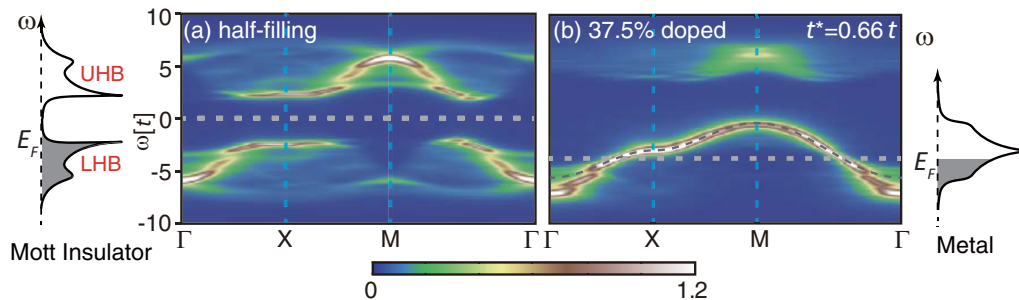 ω
UHB
E_F
LHB
Mott Insulator
(a) half-filling
ω[t]
10
5
0
-5
-10
Γ X M Γ
(b) 37.5% doped t*=0.66 t
Γ X M Γ
0 1.2
ω
E_F
Metal